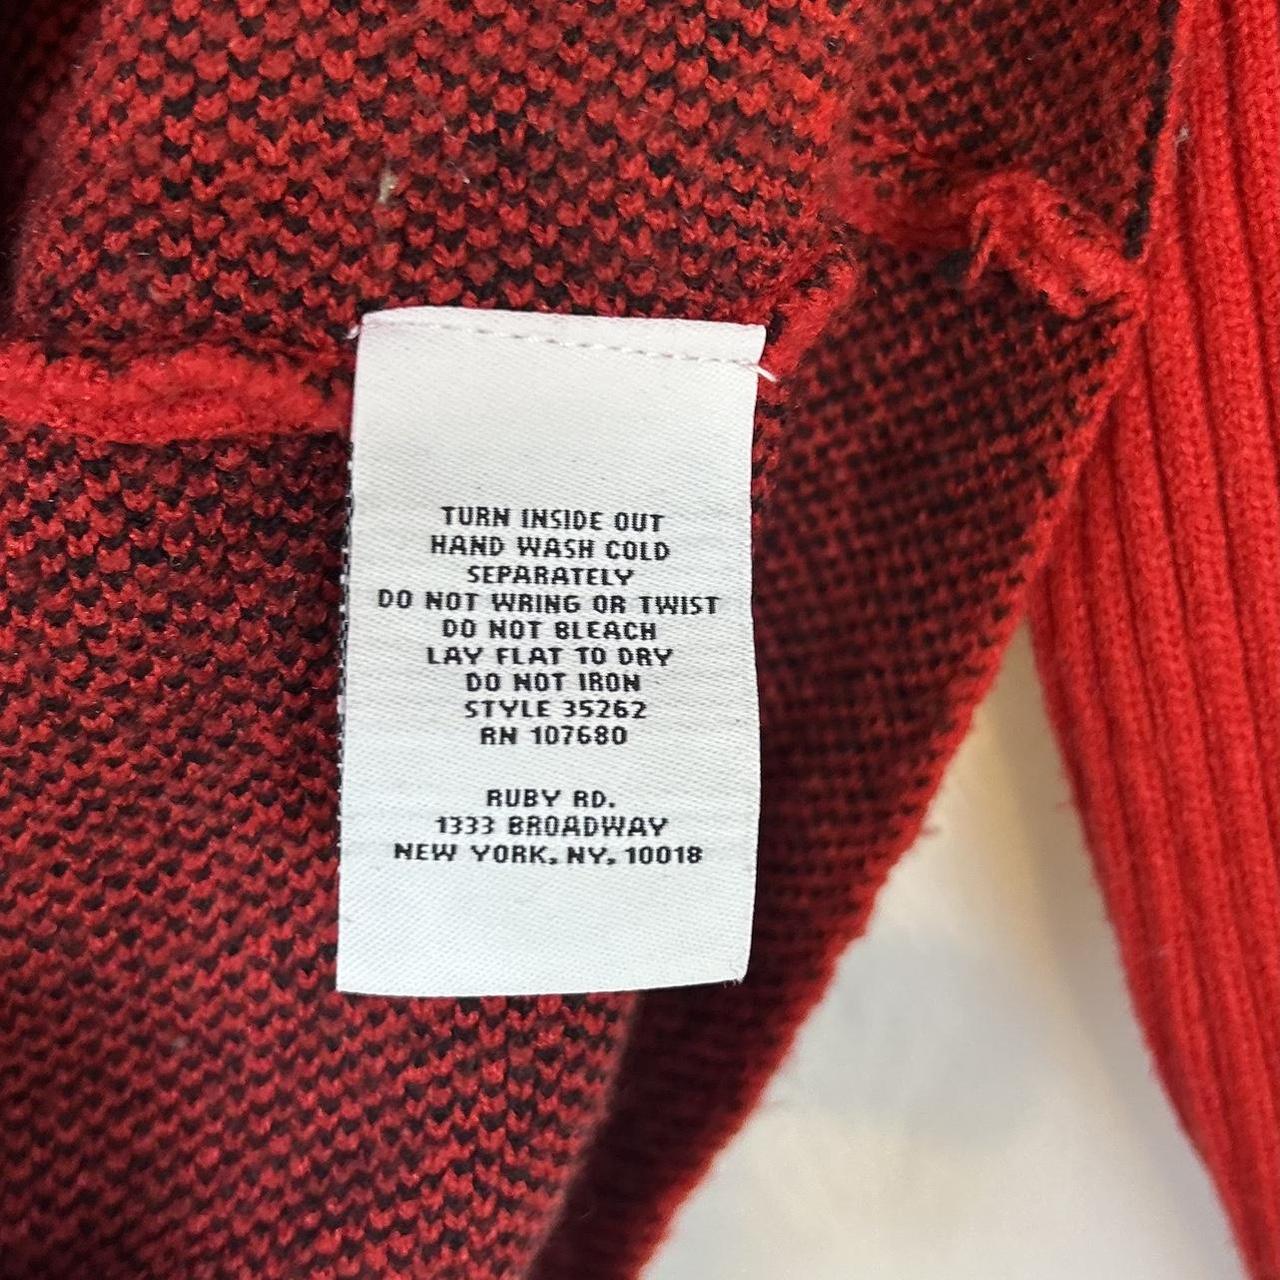 TURN INSIDE OUT
HAND WASH COLD
SEPARATELY
DO NOT WRING OR TWIST
DO NOT BLEACH
LAY FLAT TO DRY
DO NOT IRON
STYLE 35262
RN 107680
RUBY RD.
1333 BROADWAY
NEW YORK, NY, 10018